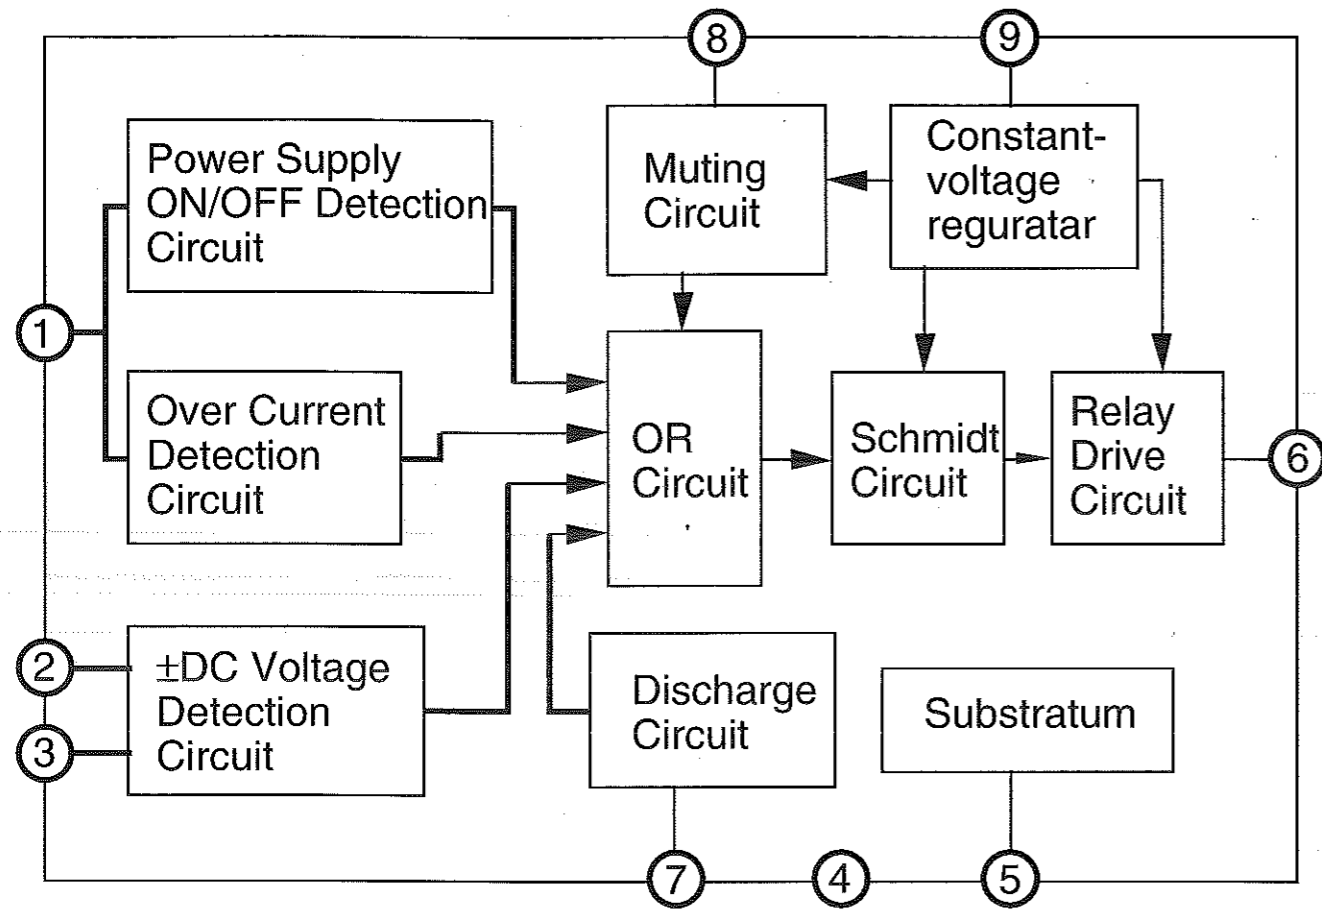 8
9
Power Supply
ON/OFF Detection
Circuit
Muting
Circuit
Constant-
voltage
reguratar
1
Over Current
Detection
Circuit
OR
Circuit
Schmidt
Circuit
Relay
Drive
Circuit
6
2
3
±DC Voltage
Detection
Circuit
Discharge
Circuit
Substratum
7
4
5